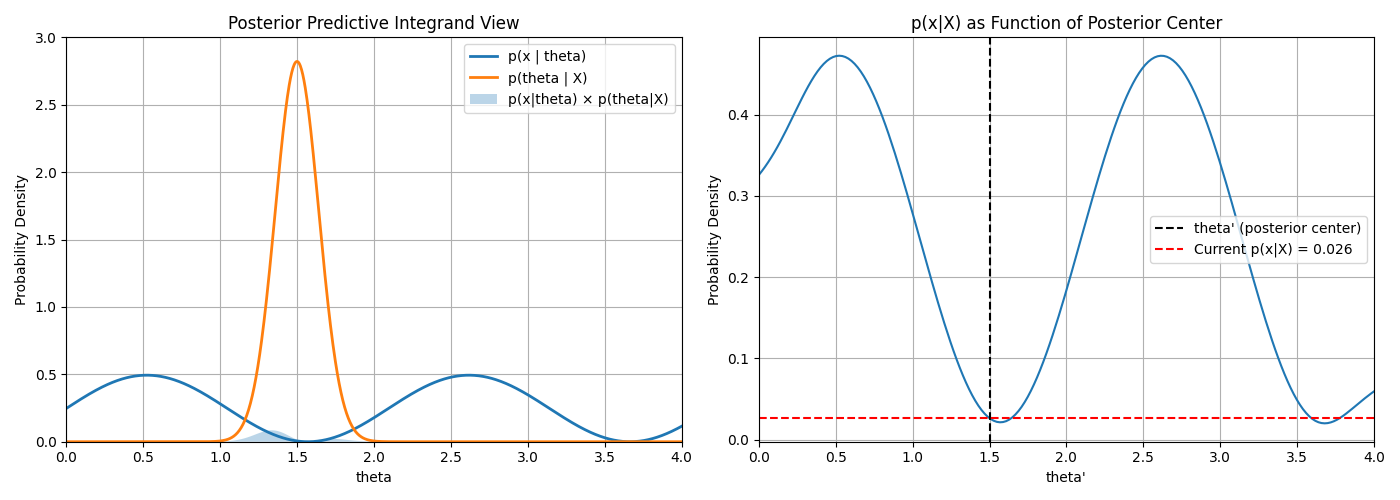 Posterior Predictive Integrand View
3.0
2.5
2.0
1.5
1.0
0.5
0.0
Probability Density
p(x | theta)
p(theta | X)
p(x|theta) × p(theta|X)
0.0 0.5 1.0 1.5 2.0 2.5 3.0 3.5 4.0
theta
p(x|X) as Function of Posterior Center
0.4
0.3
0.2
0.1
0.0
Probability Density
theta' (posterior center)
Current p(x|X) = 0.026
0.0 0.5 1.0 1.5 2.0 2.5 3.0 3.5 4.0
theta'